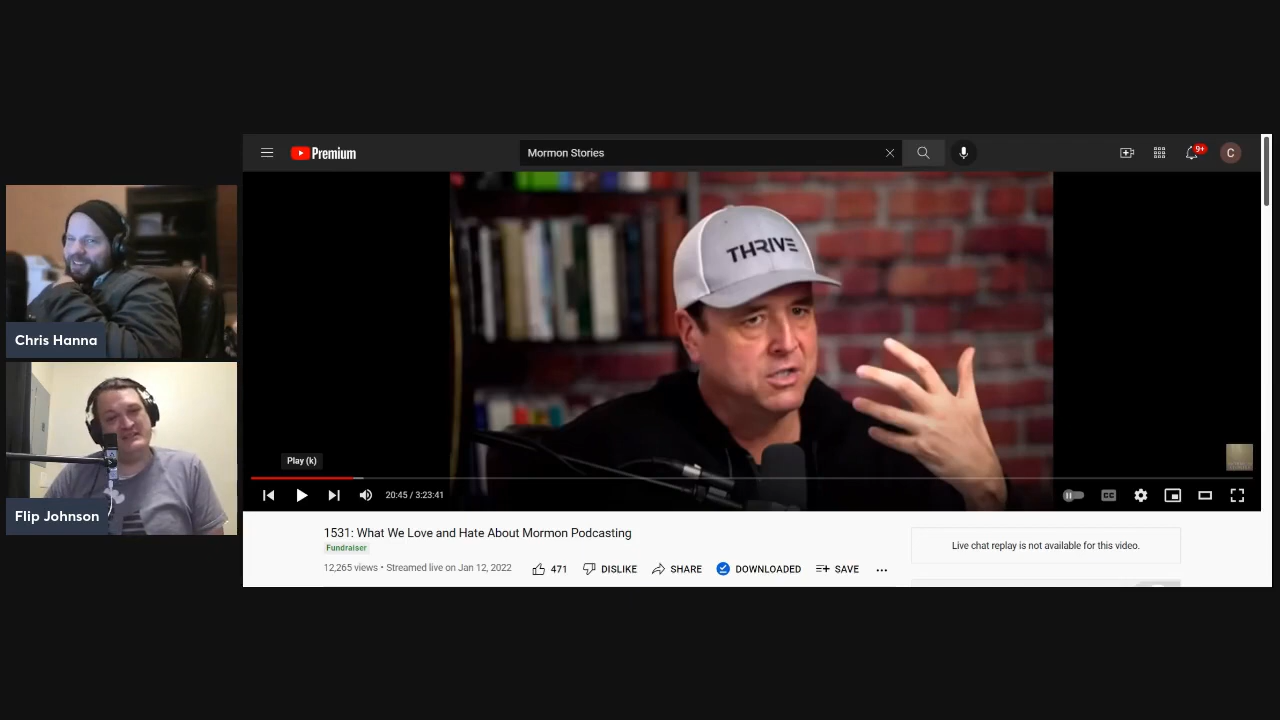 Premium
Mormon Stories
9+
C
THRIVE
Chris Hanna
Flip Johnson
Play (k)
20:45 / 3:23:41
CC
1531: What We Love and Hate About Mormon Podcasting
Fundraiser
12,265 views • Streamed live on Jan 12, 2022
471
DISLIKE
SHARE
DOWNLOADED
SAVE
Live chat replay is not available for this video.